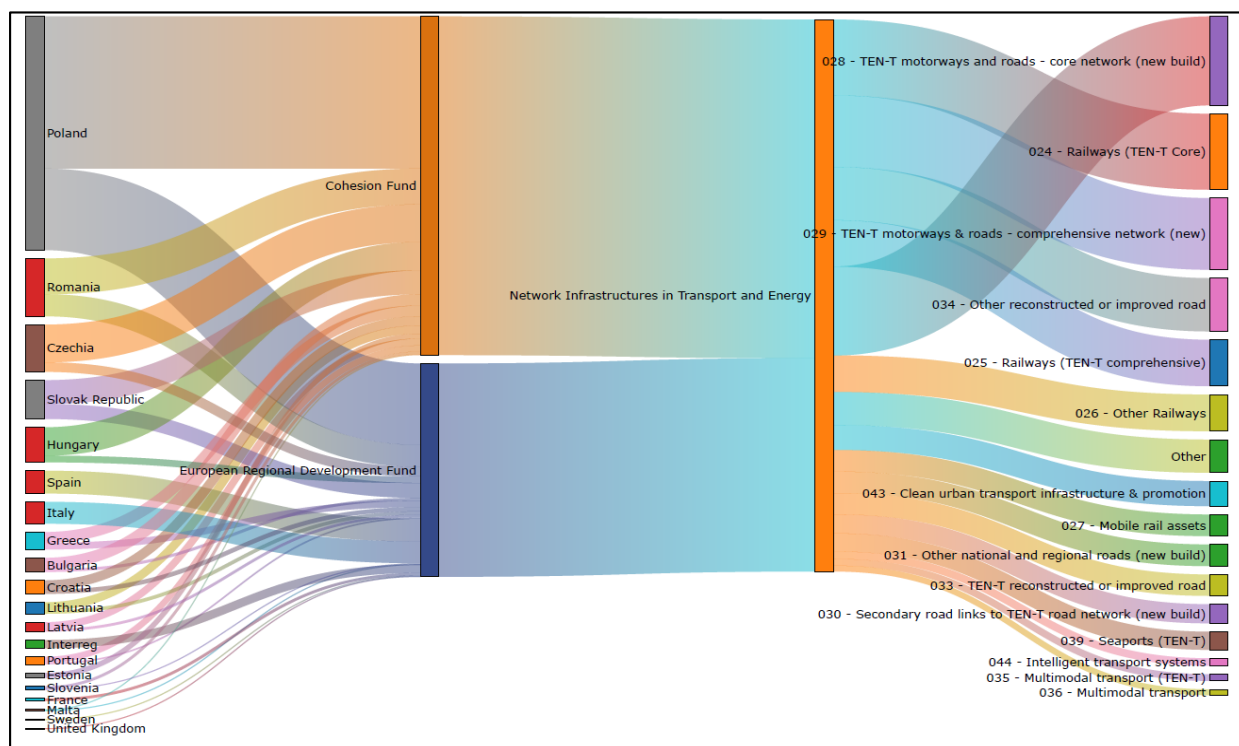 Poland
Romania
Czechia
Slovak Republic
Hungary
Spain
Italy
Greece
Bulgaria
Croatia
Lithuania
Latvia
Interreg
Portugal
Estonia
Slovenia
France
Malta
Sweden
United Kingdom
Cohesion Fund
European Regional Development Fund
Network Infrastructures in Transport and Energy
028 - TEN-T motorways and roads - core network (new build)
024 - Railways (TEN-T Core)
029 - TEN-T motorways & roads - comprehensive network (new)
034 - Other reconstructed or improved road
025 - Railways (TEN-T comprehensive)
026 - Other Railways
Other
043 - Clean urban transport infrastructure & promotion
027 - Mobile rail assets
031 - Other national and regional roads (new build)
033 - TEN-T reconstructed or improved road
030 - Secondary road links to TEN-T road network (new build)
039 - Seaports (TEN-T)
044 - Intelligent transport systems
035 - Multimodal transport (TEN-T)
036 - Multimodal transport